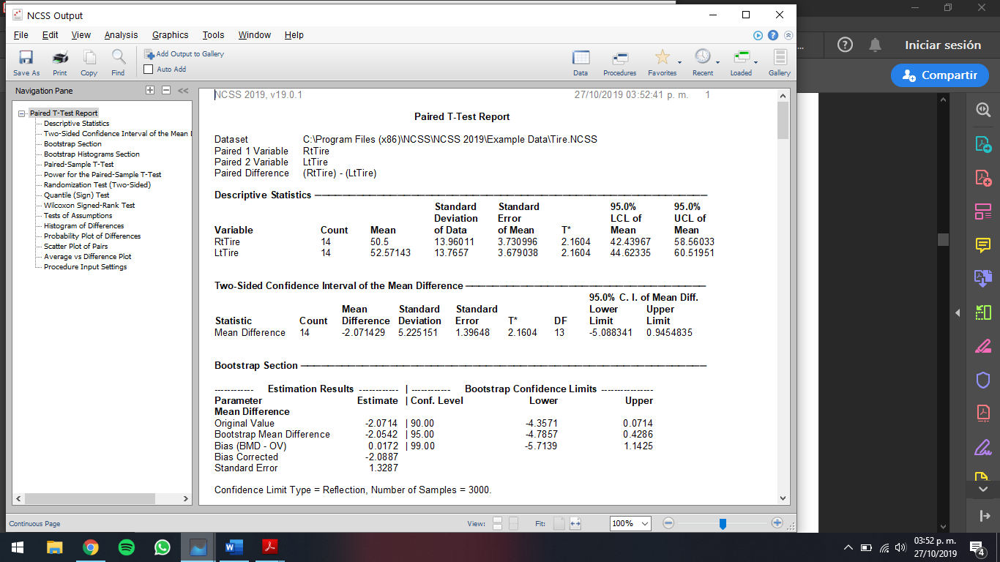 NCSS Output
File Edit View Analysis Graphics Tools Window Help
Save As Print Copy Find
Add Output to Gallery
Auto Add
Data Procedures Favorites Recent Loaded Gallery
Navigation Pane <<
Paired T-Test Report
Descriptive Statistics
Two-Sided Confidence Interval of the Mean
Bootstrap Section
Bootstrap Histograms Section
Paired-Sample T-Test
Power for the Paired-Sample T-Test
Randomization Test (Two-Sided)
Quantile (Sign) Test
Wilcoxon Signed-Rank Test
Tests of Assumptions
Histogram of Differences
Probability Plot of Differences
Scatter Plot of Pairs
Average vs Difference Plot
Procedure Input Settings
NCSS 2019, v19.0.1 27/10/2019 03:52:41 p. m. 1
Paired T-Test Report
Dataset C:\Program Files (x86)\NCSS\NCSS 2019\Example Data\Tire.NCSS
Paired 1 Variable RtTire
Paired 2 Variable LtTire
Paired Difference (RtTire) - (LtTire)
Descriptive Statistics
Standard Standard 95.0% 95.0%
Deviation Error LCL of UCL of
Variable Count Mean of Data of Mean T* Mean Mean
RtTire 14 50.5 13.96011 3.730996 2.1604 42.43967 58.56033
LtTire 14 52.57143 13.7657 3.679038 2.1604 44.62335 60.51951
Two-Sided Confidence Interval of the Mean Difference
95.0% C. I. of Mean Diff.
Mean Standard Standard Lower Upper
Statistic Count Difference Deviation Error T* DF Limit Limit
Mean Difference 14 -2.071429 5.225151 1.39648 2.1604 13 -5.088341 0.9454835
Bootstrap Section
------------ Estimation Results ------------ | ------------ Bootstrap Confidence Limits ----------------
Parameter Estimate | Conf. Level Lower Upper
Mean Difference
Original Value -2.0714 | 90.00 -4.3571 0.0714
Bootstrap Mean Difference -2.0542 | 95.00 -4.7857 0.4286
Bias (BMD - OV) 0.0172 | 99.00 -5.7139 1.1425
Bias Corrected -2.0887
Standard Error 1.3287
Confidence Limit Type = Reflection, Number of Samples = 3000.
Continuous Page View: Fit: 100%
... Iniciar sesión
Compartir
03:52 p. m.
27/10/2019
4